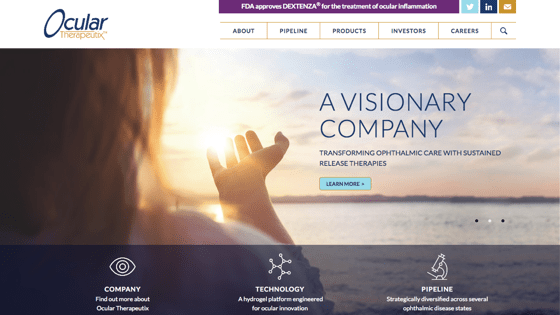 FDA approves DEXTENZA® for the treatment of ocular inflammation
Ocular
Therapeutix™
ABOUT
PIPELINE
PRODUCTS
INVESTORS
CAREERS
A VISIONARY
COMPANY
TRANSFORMING OPHTHALMIC CARE WITH SUSTAINED
RELEASE THERAPIES
LEARN MORE >
COMPANY
Find out more about
Ocular Therapeutix
TECHNOLOGY
A hydrogel platform engineered
for ocular innovation
PIPELINE
Strategically diversified across several
ophthalmic disease states